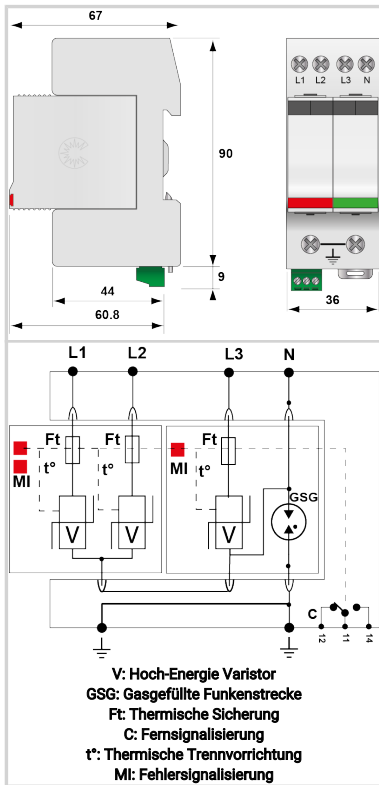 67
L1 L2 L3 N
90
9
44
36
60.8
L1 L2 L3 N
Ft Ft Ft
MI t° t° MI t°
GSG
V V V
C
12 11 14
V: Hoch-Energie Varistor
GSG: Gasgefüllte Funkenstrecke
Ft: Thermische Sicherung
C: Fernsignalisierung
t°: Thermische Trennvorrichtung
MI: Fehlersignalisierung